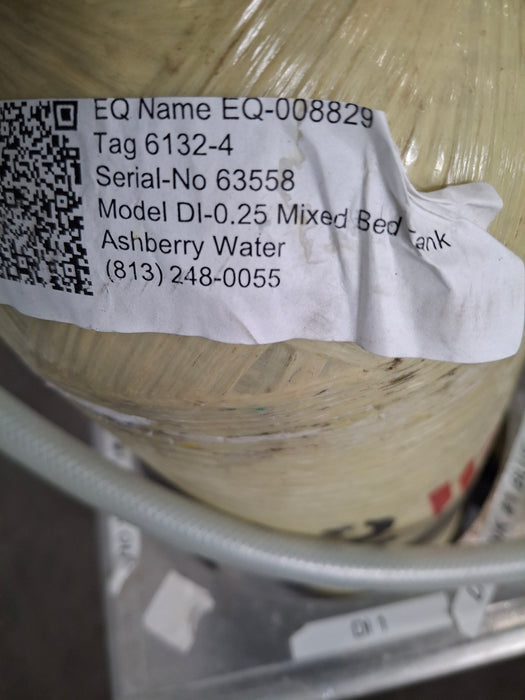 EQ Name EQ-008829
Tag 6132-4
Serial-No 63558
Model DI-0.25 Mixed Bed Tank
Ashberry Water
(813) 248-0055
DI 1